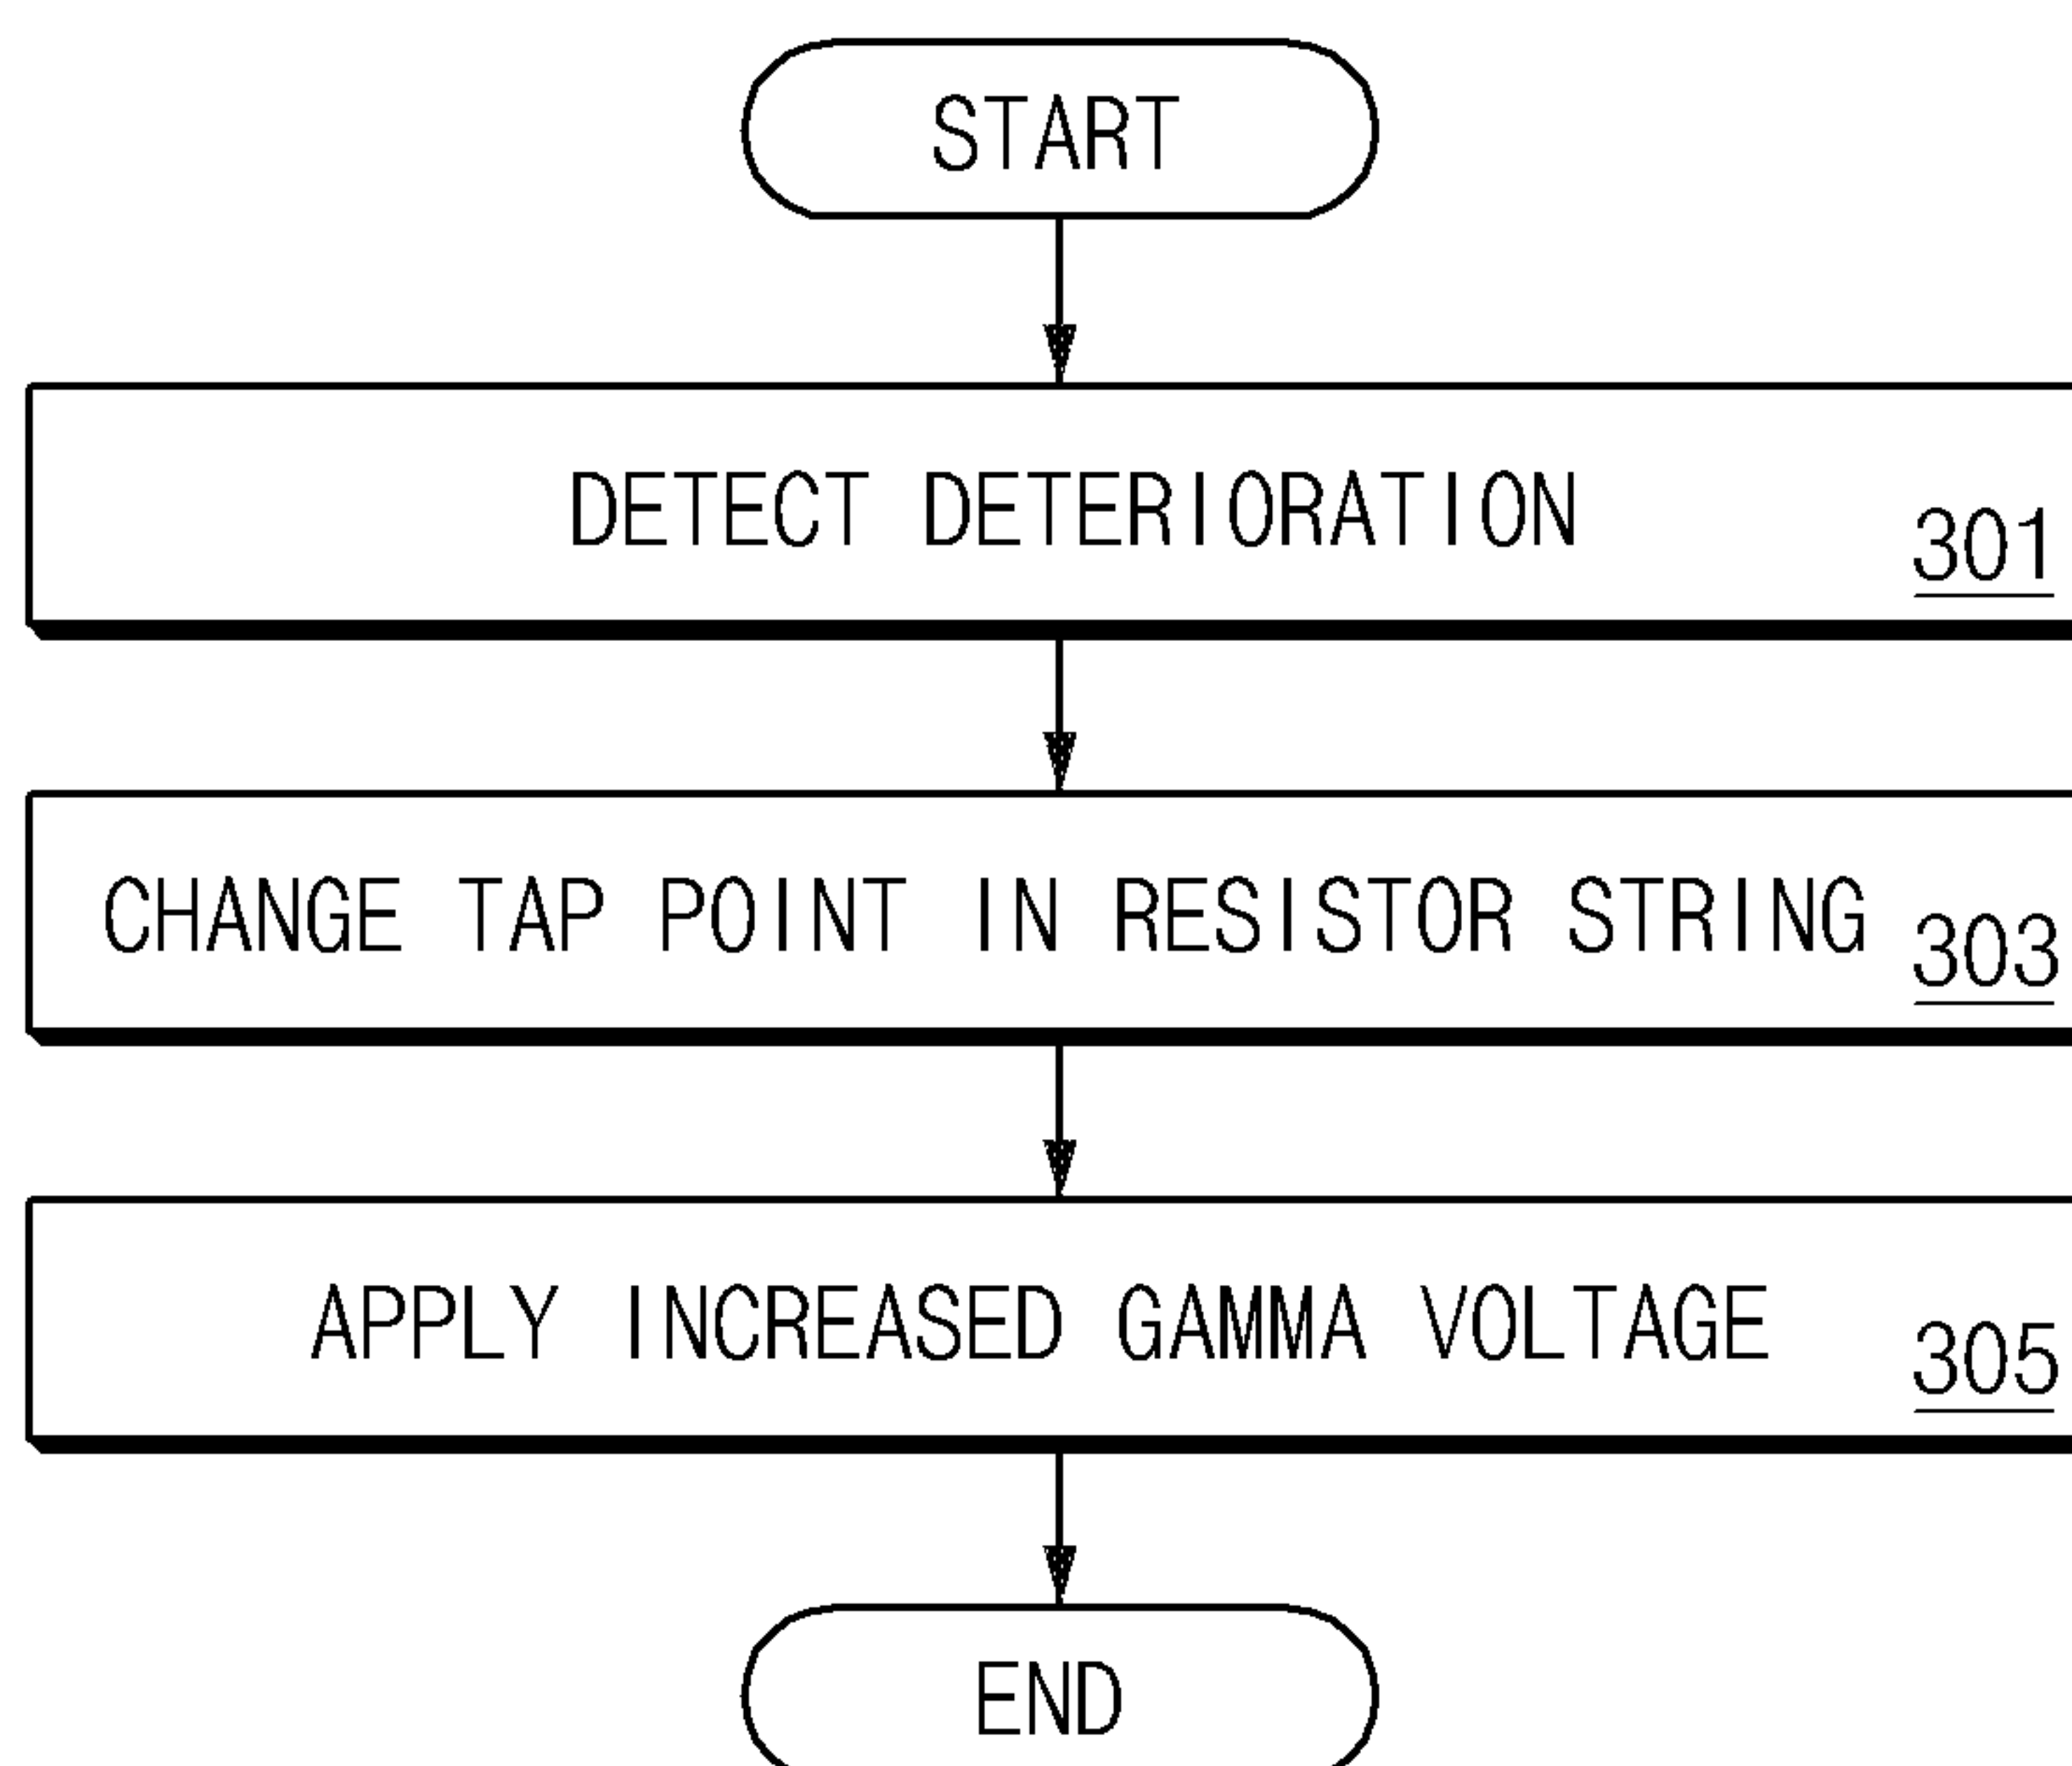 START
DETECT DETERIORATION
301
CHANGE TAP POINT IN RESISTOR STRING
303
APPLY INCREASED GAMMA VOLTAGE
305
END